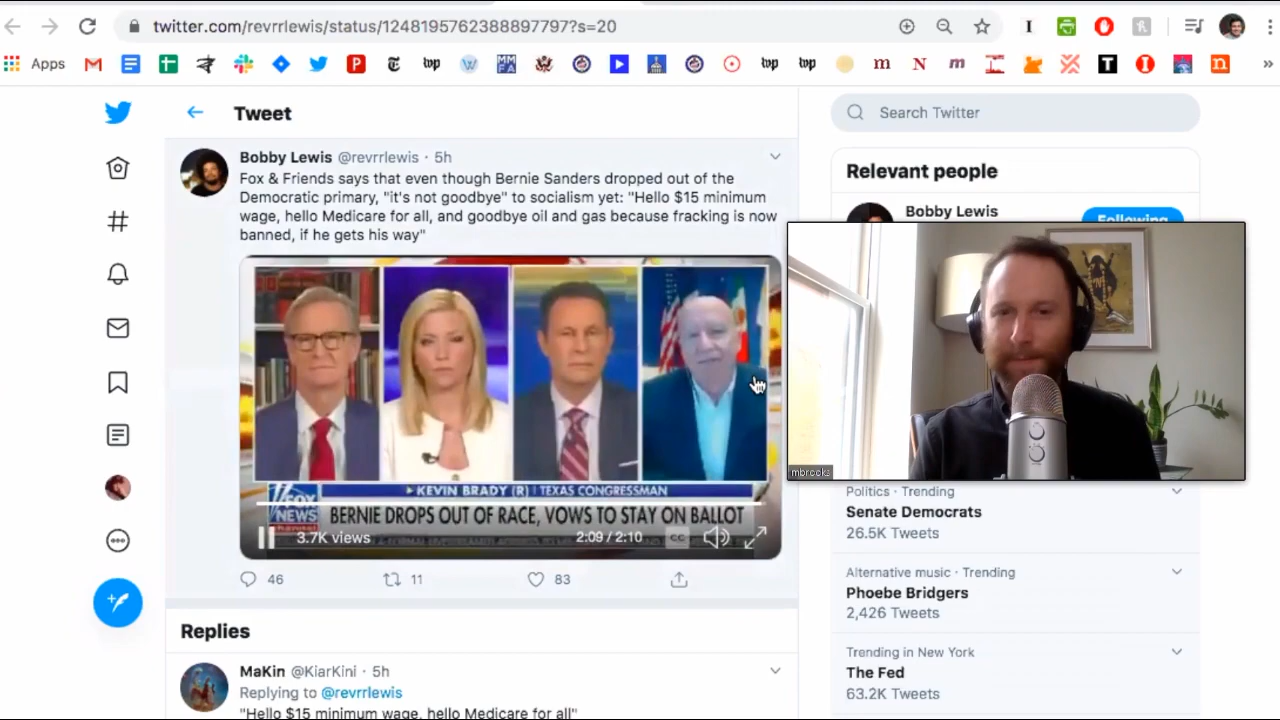 twitter.com/revrrlewis/status/1248195762388897797?s=20
Apps
Tweet
Search Twitter
Bobby Lewis @revrrlewis · 5h
Fox & Friends says that even though Bernie Sanders dropped out of the
Democratic primary, "it's not goodbye" to socialism yet: "Hello $15 minimum
wage, hello Medicare for all, and goodbye oil and gas because fracking is now
banned, if he gets his way"
Relevant people
Bobby Lewis
Following
mbrooks
KEVIN BRADY (R) | TEXAS CONGRESSMAN
FOX
NEWS
BERNIE DROPS OUT OF RACE, VOWS TO STAY ON BALLOT
3.7K views
2:09 / 2:10
CC
46
11
83
Politics · Trending
Senate Democrats
26.5K Tweets
Alternative music · Trending
Phoebe Bridgers
2,426 Tweets
Trending in New York
The Fed
63.2K Tweets
Replies
MaKin @KiarKini · 5h
Replying to @revrrlewis
"Hello $15 minimum wage, hello Medicare for all"